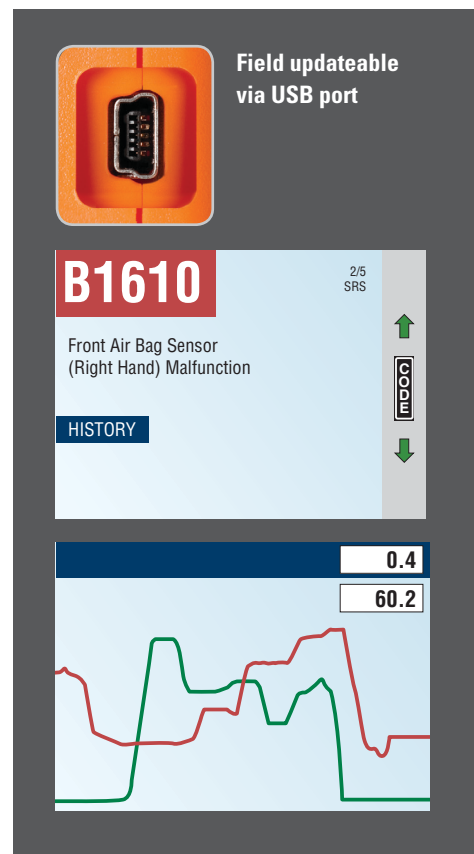 Field updateable
via USB port
B1610
2/5
SRS
Front Air Bag Sensor
(Right Hand) Malfunction
CODE
HISTORY
0.4
60.2